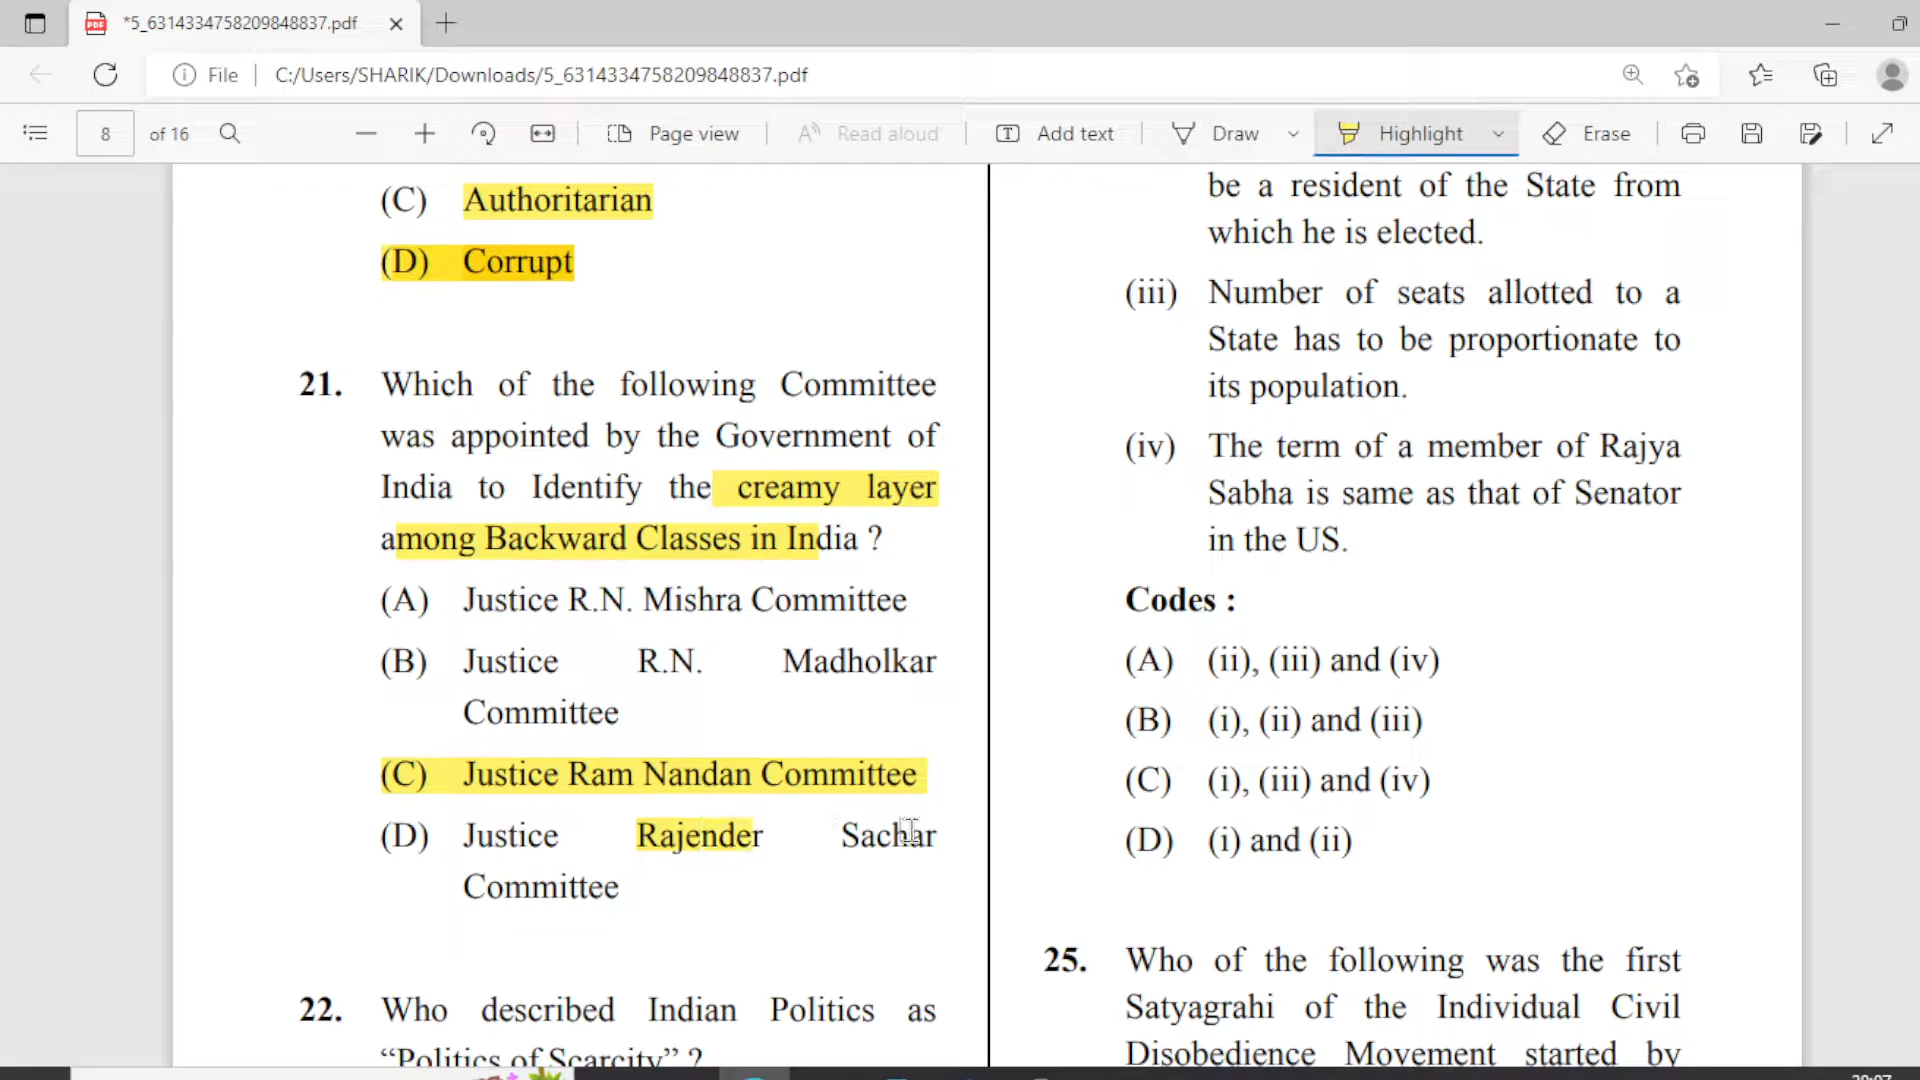 *5_6314334758209848837.pdf
File
C:/Users/SHARIK/Downloads/5_6314334758209848837.pdf
8 of 16
Page view
Read aloud
Add text
Draw
Highlight
Erase
(C) Authoritarian
(D) Corrupt
21. Which of the following Committee
was appointed by the Government of
India to Identify the creamy layer
among Backward Classes in India ?
(A) Justice R.N. Mishra Committee
(B) Justice R.N. Madholkar
Committee
(C) Justice Ram Nandan Committee
(D) Justice Rajender Sachar
Committee
22. Who described Indian Politics as
“Politics of Scarcity” ?
be a resident of the State from
which he is elected.
(iii) Number of seats allotted to a
State has to be proportionate to
its population.
(iv) The term of a member of Rajya
Sabha is same as that of Senator
in the US.
Codes :
(A) (ii), (iii) and (iv)
(B) (i), (ii) and (iii)
(C) (i), (iii) and (iv)
(D) (i) and (ii)
25. Who of the following was the first
Satyagrahi of the Individual Civil
Disobedience Movement started by